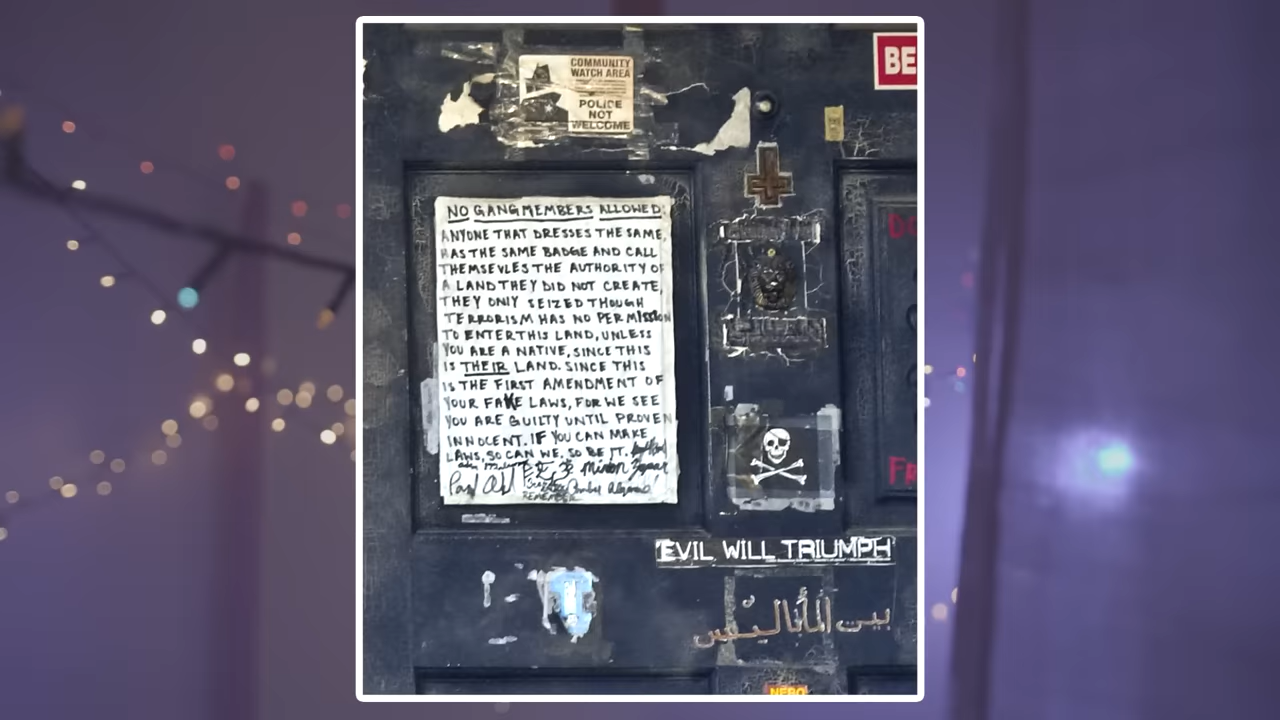 COMMUNITY
WATCH AREA
POLICE
NOT
WELCOME
BE
NO GANGMEMBERS ALLOWED:
ANYONE THAT DRESSES THE SAME,
HAS THE SAME BADGE AND CALL
THEMSEVLES THE AUTHORITY OF
A LAND THEY DID NOT CREATE,
THEY ONLY SEIZED THOUGH
TERRORISM HAS NO PERMISSION
TO ENTER THIS LAND, UNLESS
YOU ARE A NATIVE, SINCE THIS
IS THEIR LAND. SINCE THIS
IS THE FIRST AMENDMENT OF
YOUR FAKE LAWS, FOR WE SEE
YOU ARE GUILTY UNTIL PROVEN
INNOCENT. IF YOU CAN MAKE
LAWS, SO CAN WE. SO BE IT.
REMEMBER
EVIL WILL TRIUMPH
بين
NERO